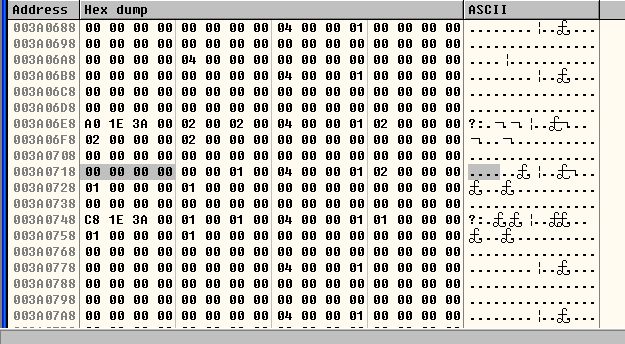 Address Hex dump ASCII
003A0688 00 00 00 00 00 00 00 00 04 00 00 01 00 00 00 00 ........¦..£....
003A0698 00 00 00 00 00 00 00 00 00 00 00 00 00 00 00 00 ................
003A06A8 00 00 00 00 04 00 00 00 00 00 00 00 00 00 00 00 ....¦...........
003A06B8 00 00 00 00 00 00 00 00 04 00 00 01 00 00 00 00 ........¦..£....
003A06C8 00 00 00 00 00 00 00 00 00 00 00 00 00 00 00 00 ................
003A06D8 00 00 00 00 00 00 00 00 00 00 00 00 00 00 00 00 ................
003A06E8 A0 1E 3A 00 02 00 02 00 04 00 00 01 02 00 00 00 ?:.¬.¬.¦..£¬...
003A06F8 02 00 00 00 02 00 00 00 00 00 00 00 00 00 00 00 ¬...¬...........
003A0708 00 00 00 00 00 00 00 00 00 00 00 00 00 00 00 00 ................
003A0718 00 00 00 00 00 00 01 00 04 00 00 01 02 00 00 00 ......£.¦..£¬...
003A0728 01 00 00 00 01 00 00 00 00 00 00 00 00 00 00 00 £...£...........
003A0738 00 00 00 00 00 00 00 00 00 00 00 00 00 00 00 00 ................
003A0748 C8 1E 3A 00 01 00 01 00 04 00 00 01 01 00 00 00 ?:.£.£.¦..££...
003A0758 01 00 00 00 01 00 00 00 00 00 00 00 00 00 00 00 £...£...........
003A0768 00 00 00 00 00 00 00 00 00 00 00 00 00 00 00 00 ................
003A0778 00 00 00 00 00 00 00 00 04 00 00 01 00 00 00 00 ........¦..£....
003A0788 00 00 00 00 00 00 00 00 00 00 00 00 00 00 00 00 ................
003A0798 00 00 00 00 00 00 00 00 00 00 00 00 00 00 00 00 ................
003A07A8 00 00 00 00 00 00 00 00 04 00 00 01 00 00 00 00 ........¦..£....